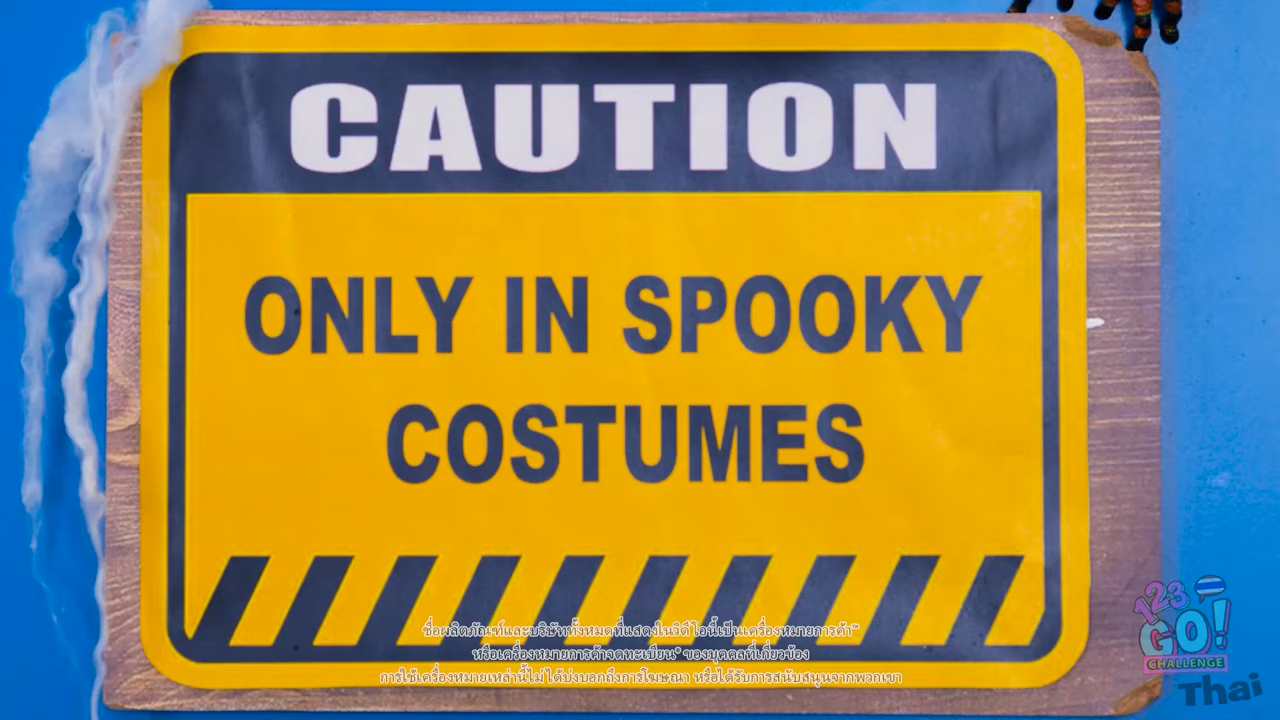 CAUTION
ONLY IN SPOOKY
COSTUMES
ชื่อผลิตภัณฑ์และบริษัททั้งหมดที่แสดงในวิดีโอนี้เป็นเครื่องหมายการค้า™
หรือเครื่องหมายการค้าจดทะเบียน® ของบุคคลที่เกี่ยวข้อง
การใช้เครื่องหมายเหล่านี้ไม่ได้บ่งบอกถึงการโฆษณา หรือได้รับการสนับสนุนจากพวกเขา
123
GO!
CHALLENGE
Thai